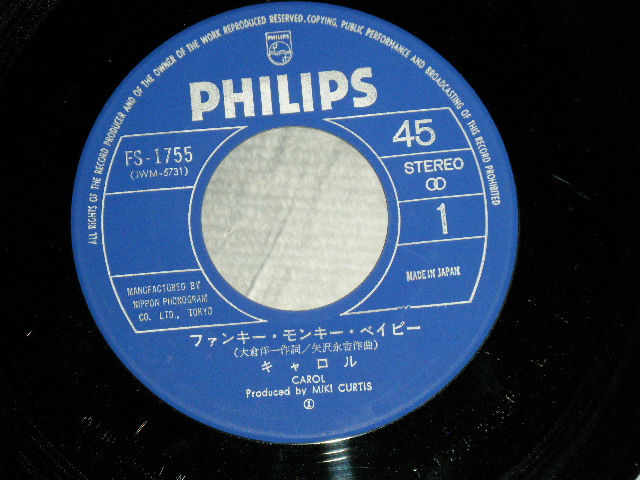 ALL RIGHTS OF THE RECORD PRODUCER AND OF THE OWNER OF THE WORK REPRODUCED RESERVED. COPYING, PUBLIC PERFORMANCE AND BROADCASTING OF THIS RECORD PROHIBITED
PHILIPS
PHILIPS
FS-1755
(JWM-5731)
45
STEREO
1
MADE IN JAPAN
MANUFACTURED BY
NIPPON PHONOGRAM
CO. LTD., TOKYO
ファンキー・モンキー・ベイビー
(大倉洋一作詞/矢沢永吉作曲)
キャロル
CAROL
Produced by MIKI CURTIS
①